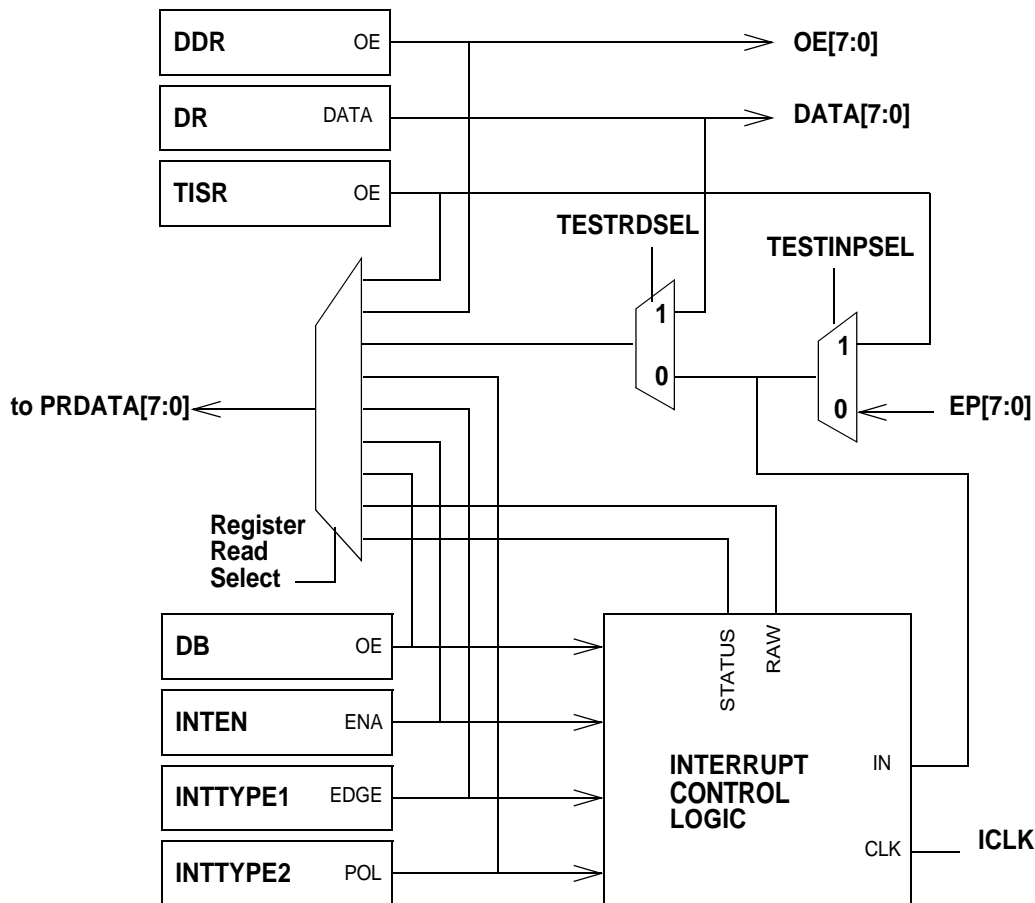 DDR OE OE[7:0]
DR DATA DATA[7:0]
TISR OE
TESTRDSEL
TESTINPSEL
1
1
0
0
to PRDATA[7:0]
EP[7:0]
Register
Read
Select
DB OE
STATUS
RAW
INTEN ENA
INTERRUPT
CONTROL
LOGIC
IN
INTTYPE1 EDGE
CLK
ICLK
INTTYPE2 POL